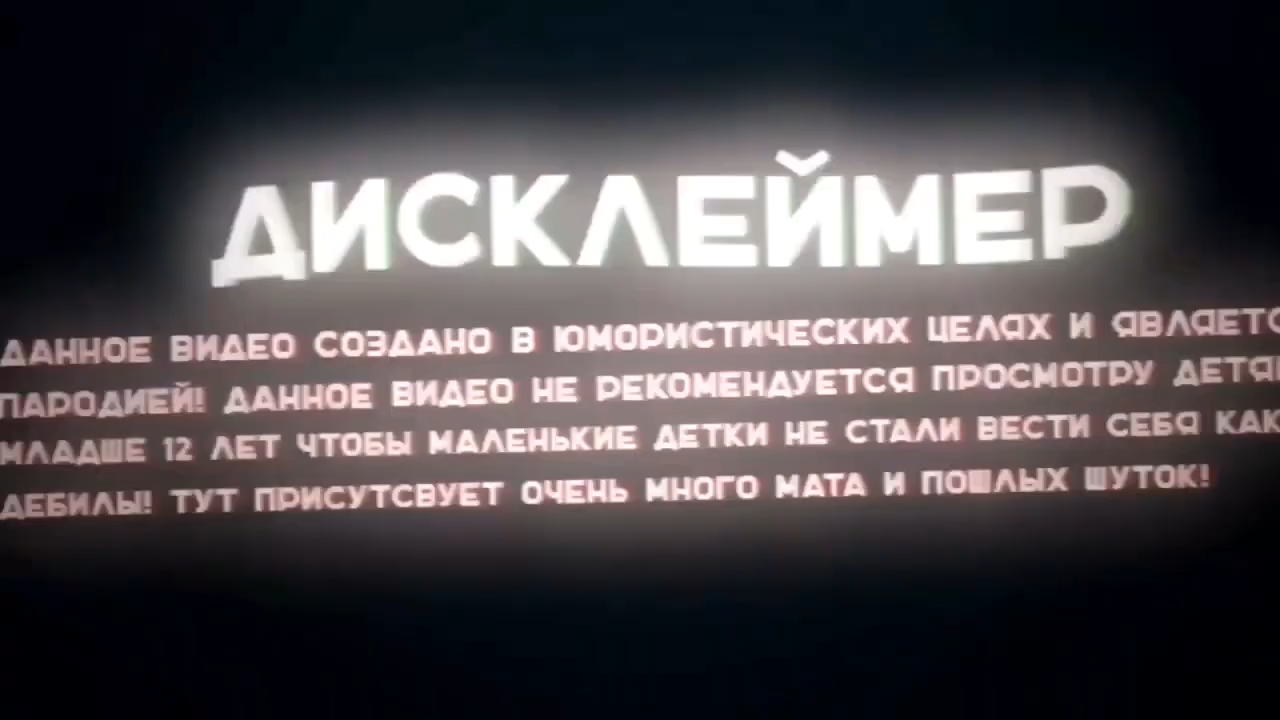 ДИСКЛЕЙМЕР
ДАННОЕ ВИДЕО СОЗДАНО В ЮМОРИСТИЧЕСКИХ ЦЕЛЯХ И ЯВЛЯЕТС
ПАРОДИЕЙ! ДАННОЕ ВИДЕО НЕ РЕКОМЕНДУЕТСЯ ПРОСМОТРУ ДЕТЯ
МЛАДШЕ 12 ЛЕТ ЧТОБЫ МАЛЕНЬКИЕ ДЕТКИ НЕ СТАЛИ ВЕСТИ СЕБЯ КАК
ДЕБИЛЫ! ТУТ ПРИСУТСВУЕТ ОЧЕНЬ МНОГО МАТА И ПОШЛЫХ ШУТОК!